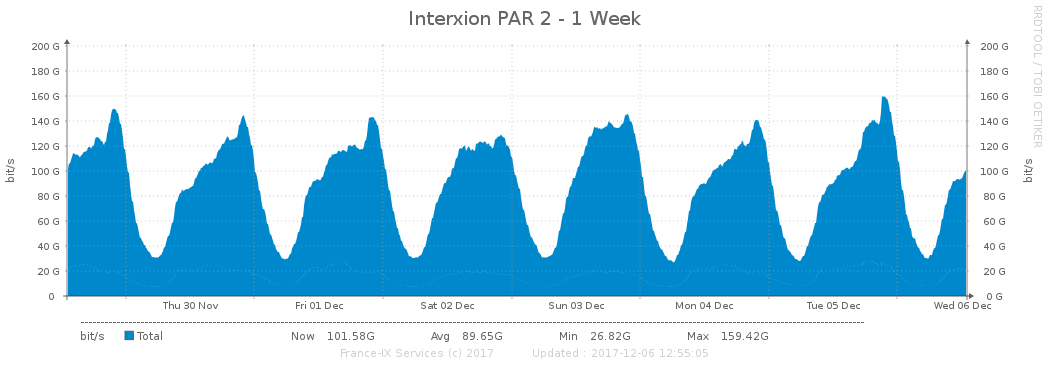 Interxion PAR 2 - 1 Week
RRDTOOL / TOBI OETIKER
200 G 200 G
180 G 180 G
160 G 160 G
140 G 140 G
120 G 120 G
100 G 100 G
80 G 80 G
60 G 60 G
40 G 40 G
20 G 20 G
0 0 G
bit/s bit/s
Thu 30 Nov Fri 01 Dec Sat 02 Dec Sun 03 Dec Mon 04 Dec Tue 05 Dec Wed 06 Dec
bit/s Total Now 101.58G Avg 89.65G Min 26.82G Max 159.42G
France-IX Services (c) 2017 Updated : 2017-12-06 12:55:05